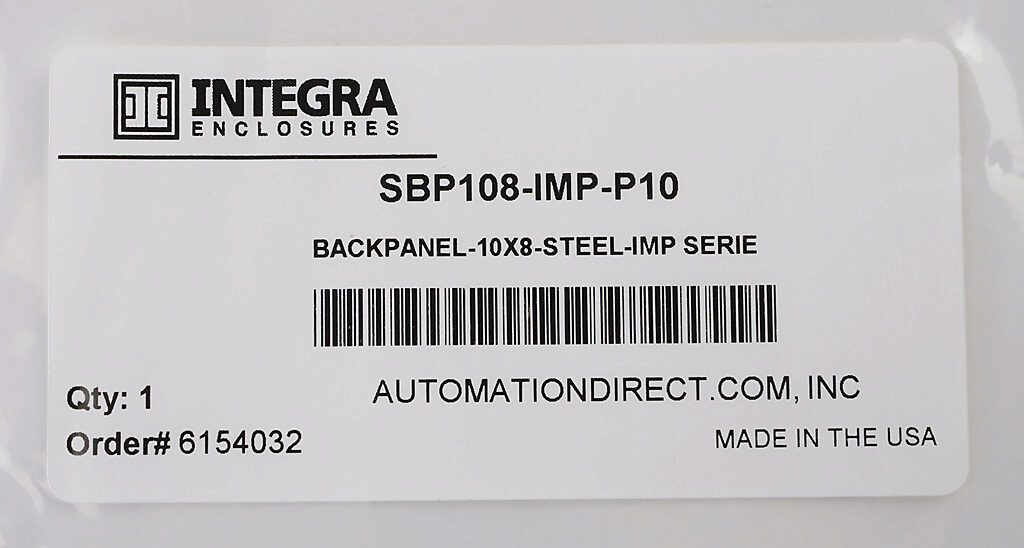 INTEGRA
ENCLOSURES
SBP108-IMP-P10
BACKPANEL-10X8-STEEL-IMP SERIE
AUTOMATIONDIRECT.COM, INC
Qty: 1
Order# 6154032
MADE IN THE USA